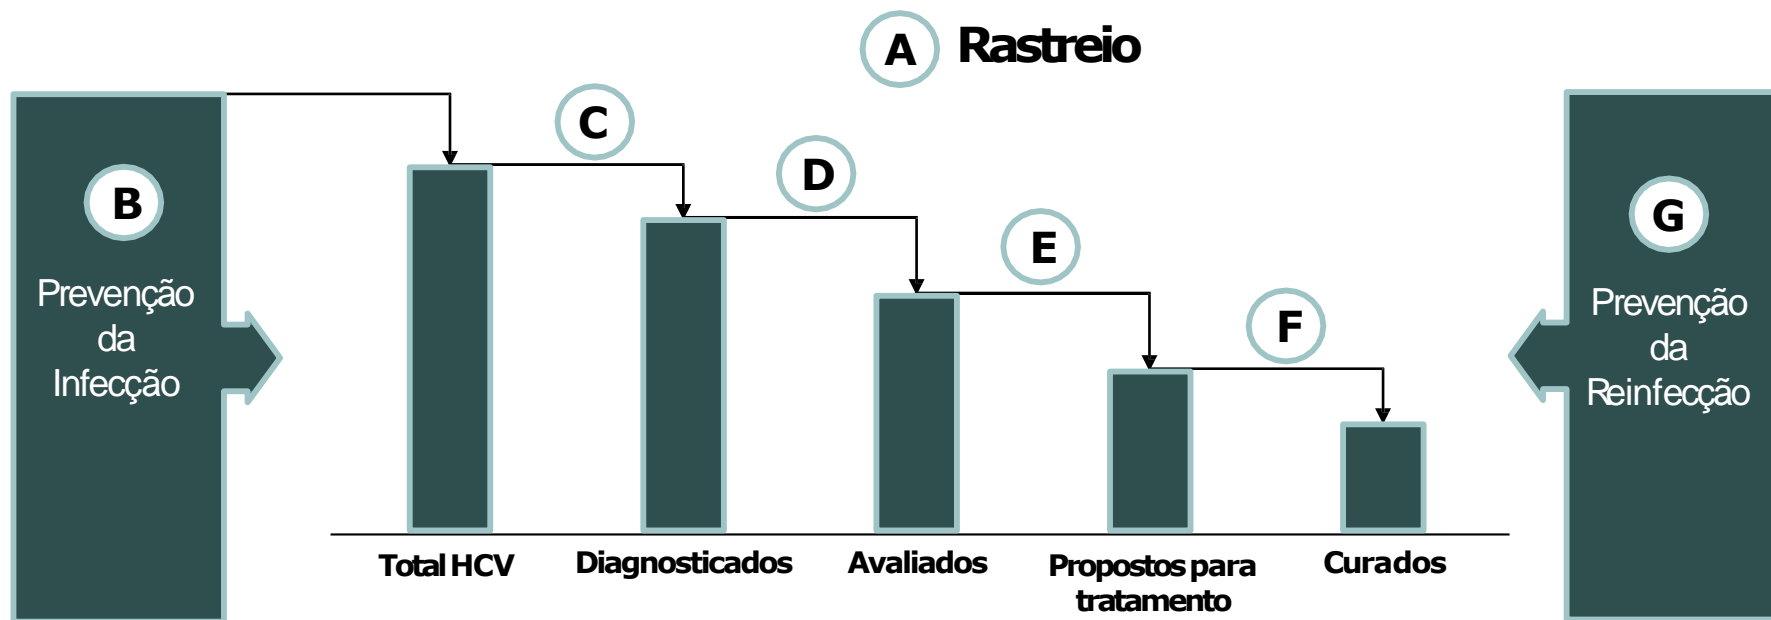 A Rastreio
B
Prevenção
da
Infecção
C
D
E
F
G
Prevenção
da
Reinfecção
Total HCV
Diagnosticados
Avaliados
Propostos para
tratamento
Curados